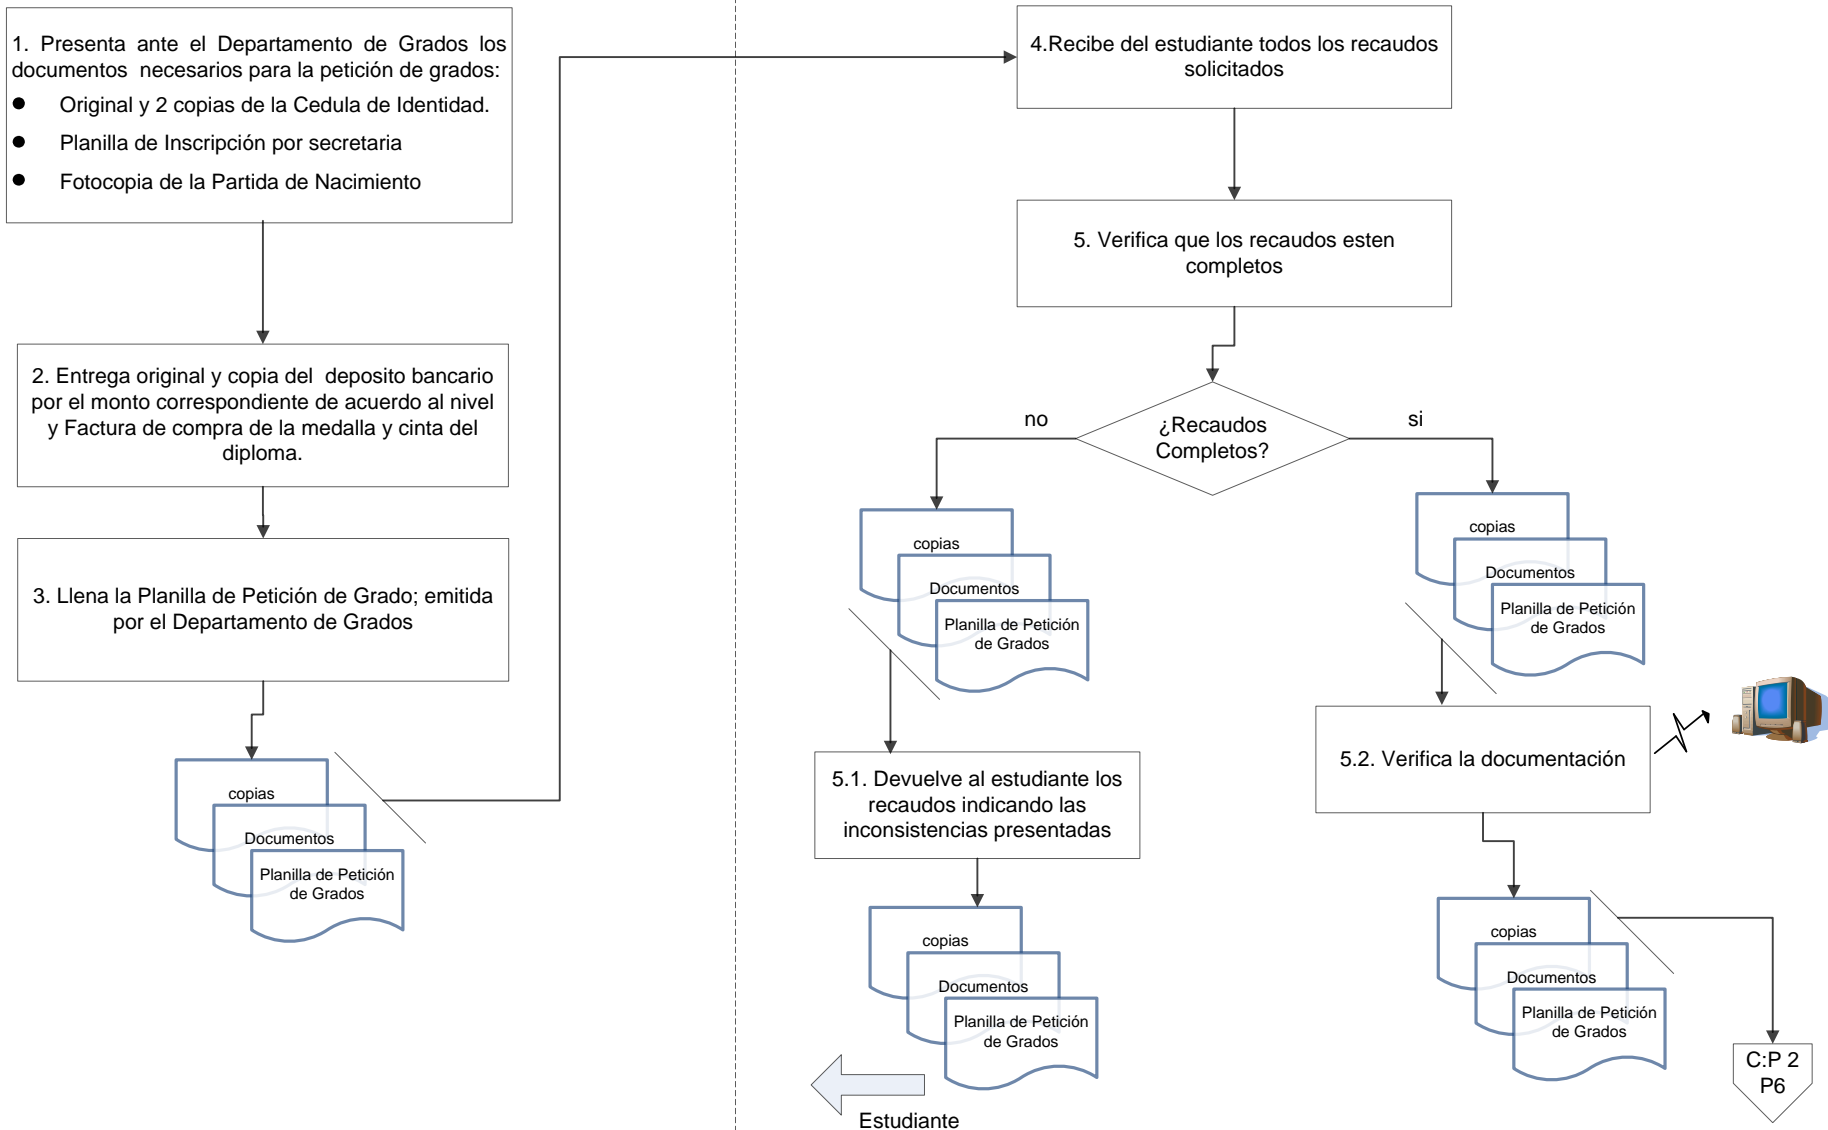 1. Presenta ante el Departamento de Grados los
documentos necesarios para la petición de grados:
● Original y 2 copias de la Cedula de Identidad.
● Planilla de Inscripción por secretaria
● Fotocopia de la Partida de Nacimiento
2. Entrega original y copia del deposito bancario
por el monto correspondiente de acuerdo al nivel
y Factura de compra de la medalla y cinta del
diploma.
3. Llena la Planilla de Petición de Grado; emitida
por el Departamento de Grados
copias
Documentos
Planilla de Petición
de Grados
4.Recibe del estudiante todos los recaudos
solicitados
5. Verifica que los recaudos esten
completos
¿Recaudos
Completos?
no
si
copias
Documentos
Planilla de Petición
de Grados
5.1. Devuelve al estudiante los
recaudos indicando las
inconsistencias presentadas
copias
Documentos
Planilla de Petición
de Grados
Estudiante
copias
Documentos
Planilla de Petición
de Grados
5.2. Verifica la documentación
copias
Documentos
Planilla de Petición
de Grados
C:P 2
P6